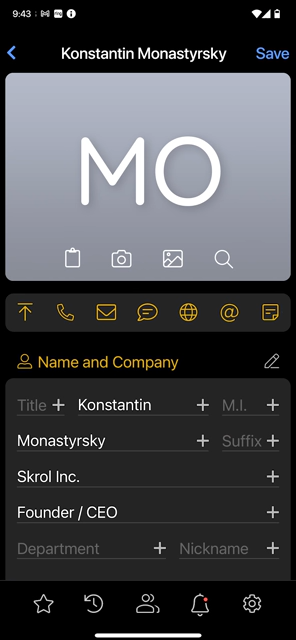 9:43
Konstantin Monastyrsky Save
MO
Name and Company
Title Konstantin M.I.
Monastyrsky Suffix
Skrol Inc.
Founder / CEO
Department Nickname